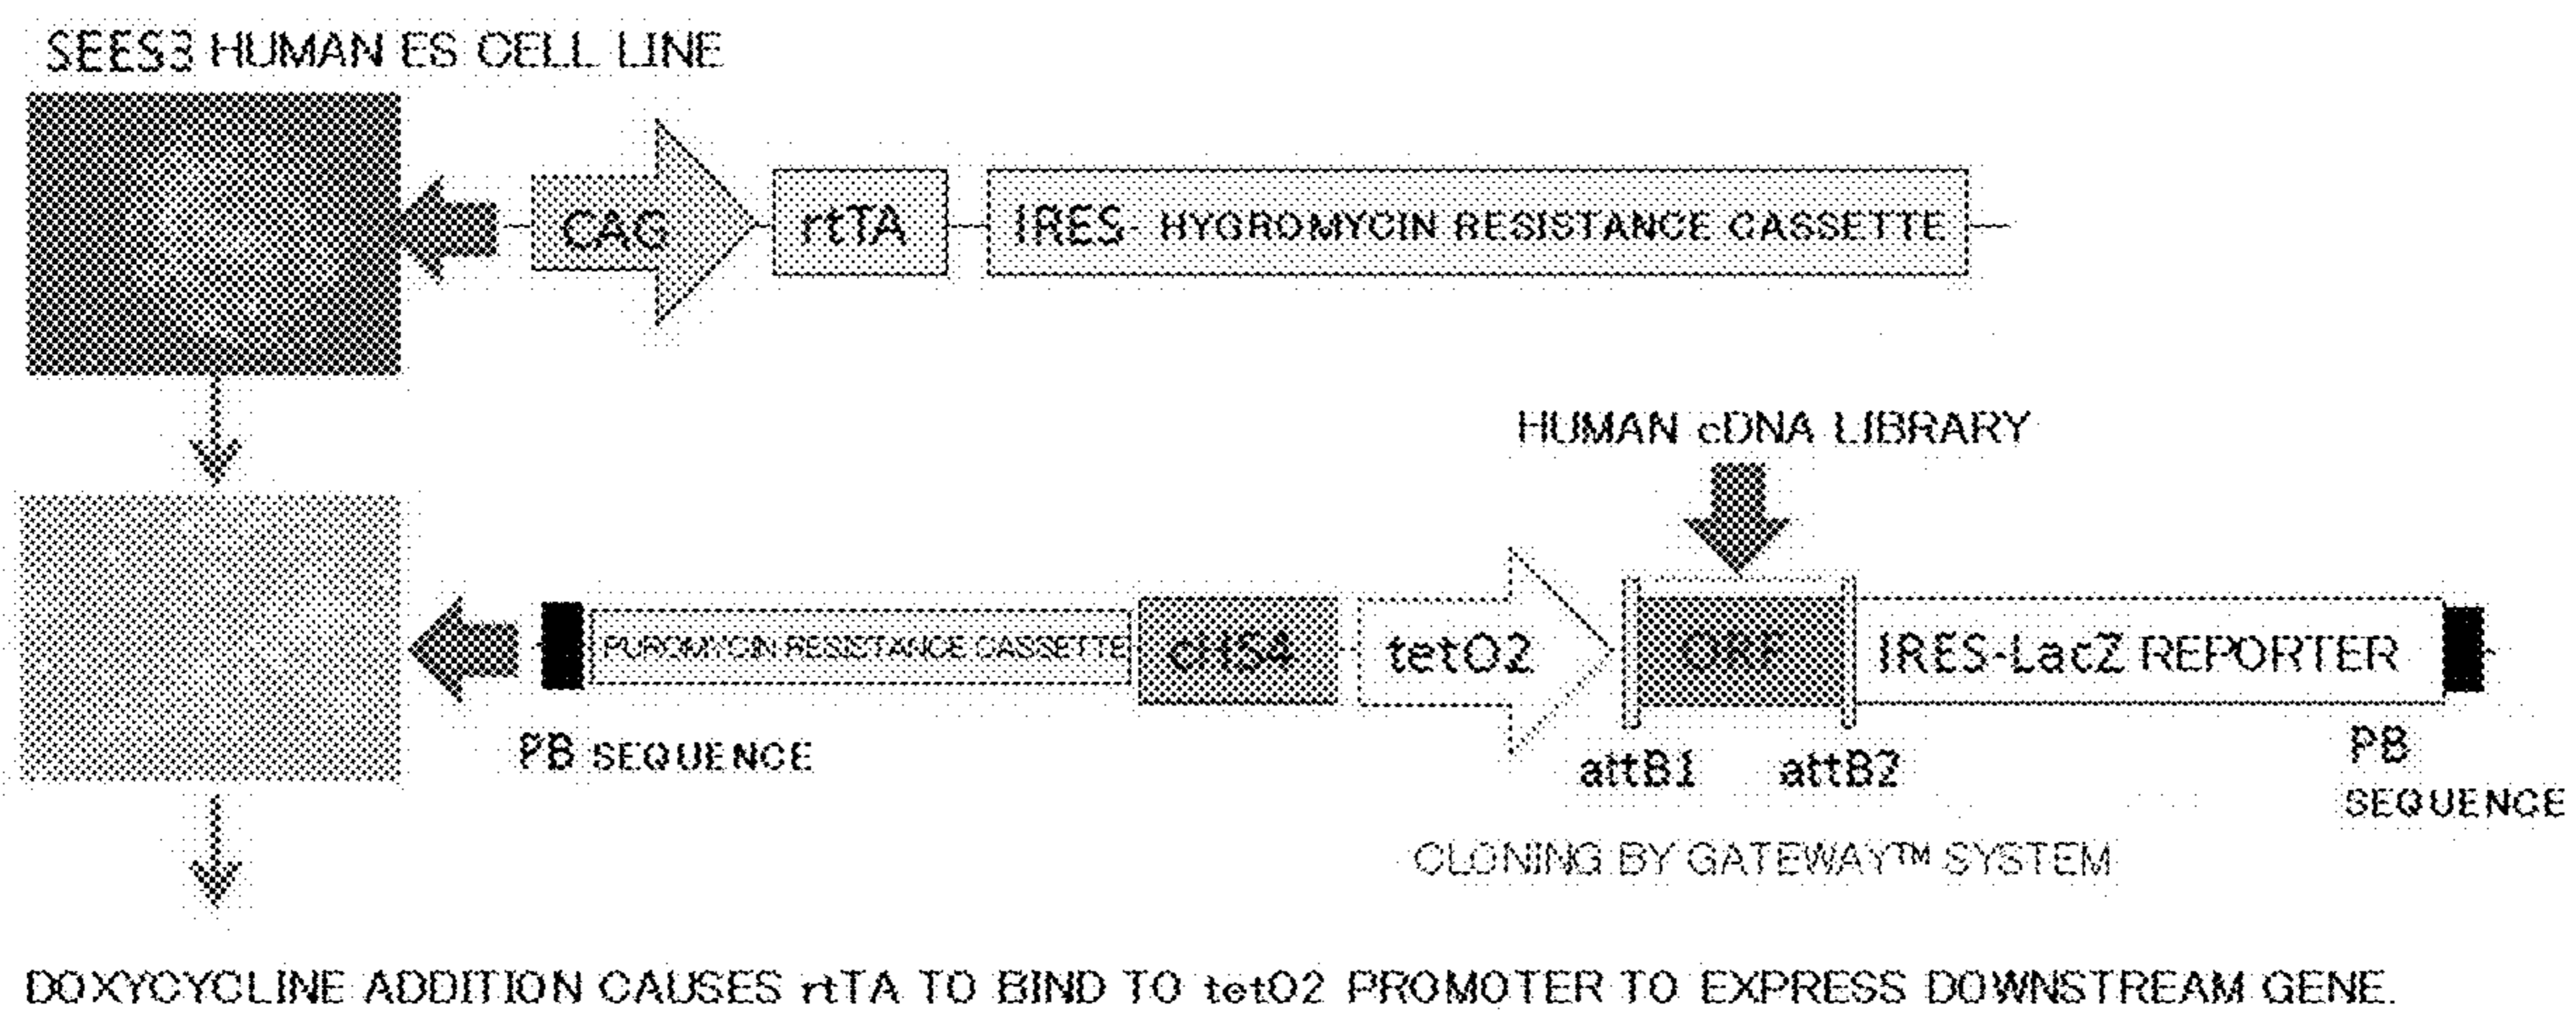 SEES3 HUMAN ES CELL LINE
CAG rtTA IRES- HYGROMYCIN RESISTANCE CASSETTE
HUMAN cDNA LIBRARY
PUROMYCIN RESISTANCE CASSETTE cHS4 tetO2 ORF IRES-LacZ REPORTER
PB SEQUENCE
attB1 attB2
PB
SEQUENCE
CLONING BY GATEWAY™ SYSTEM
DOXYCYCLINE ADDITION CAUSES rtTA TO BIND TO tetO2 PROMOTER TO EXPRESS DOWNSTREAM GENE.